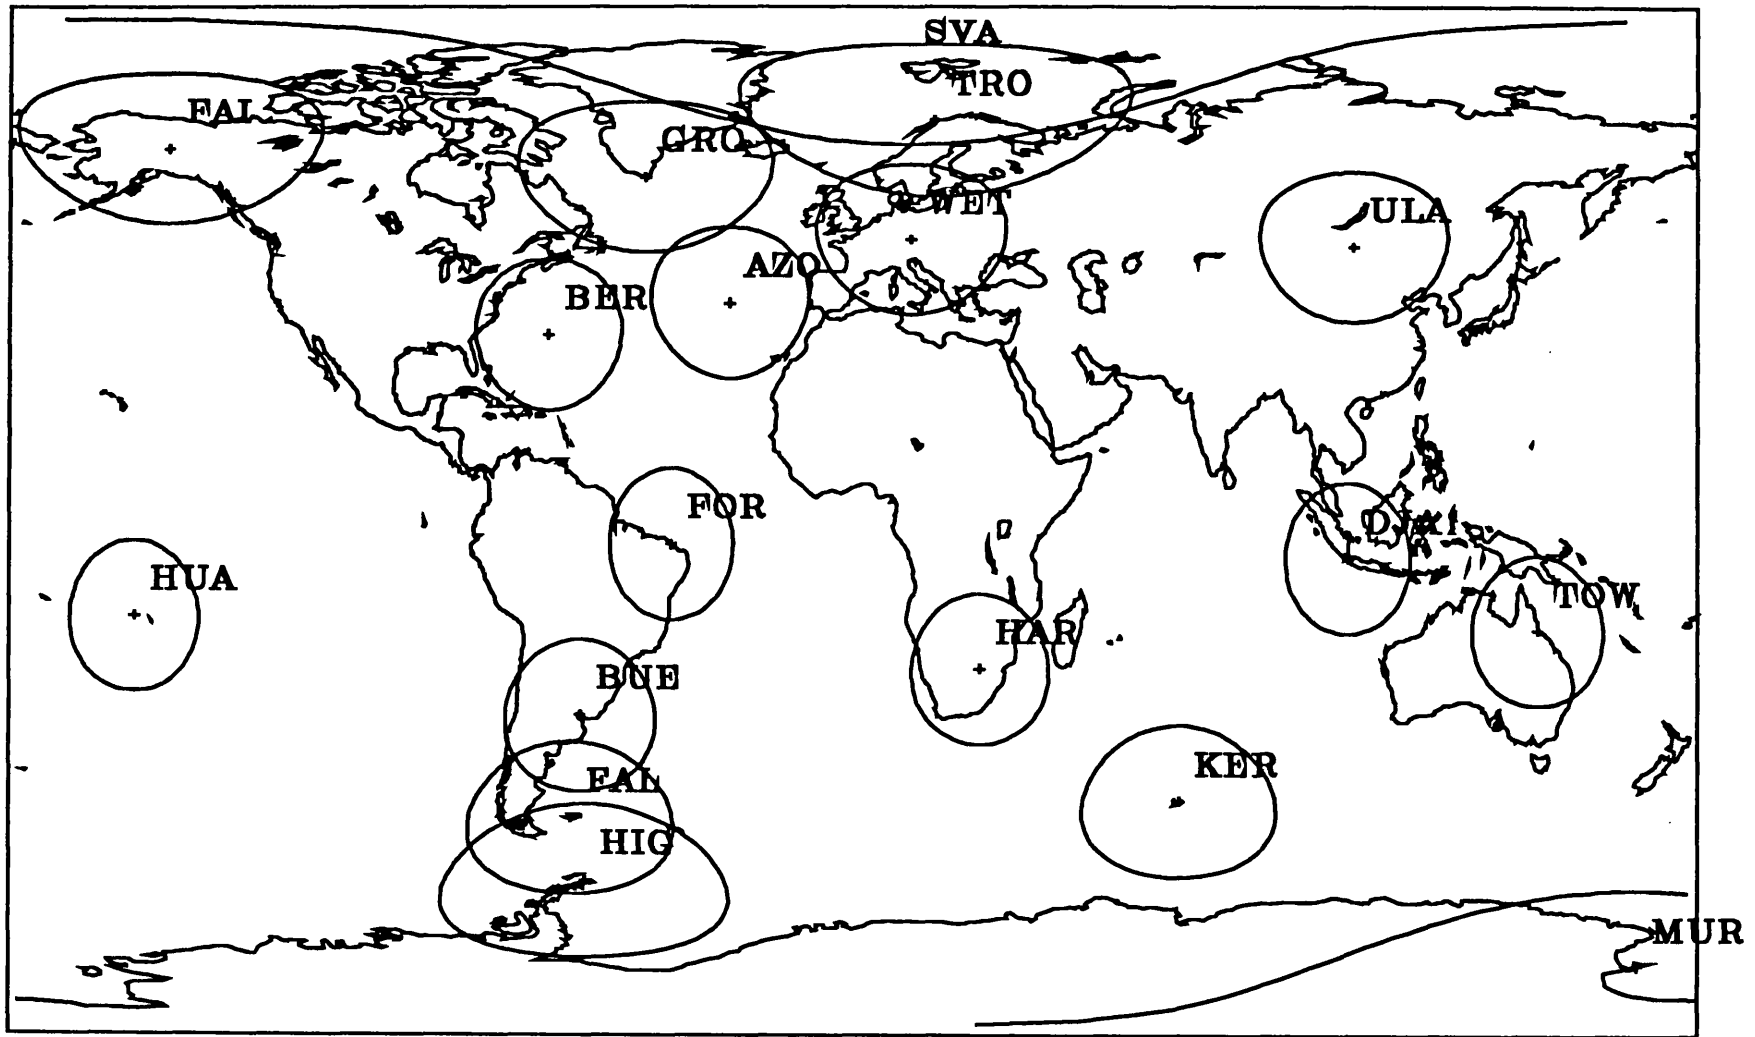 SVA
TRO
FAI
GRO
WET
ULA
AZO
BER
FOR
HUA
TOW
HAR
BUE
KER
FAL
HIG
MUR